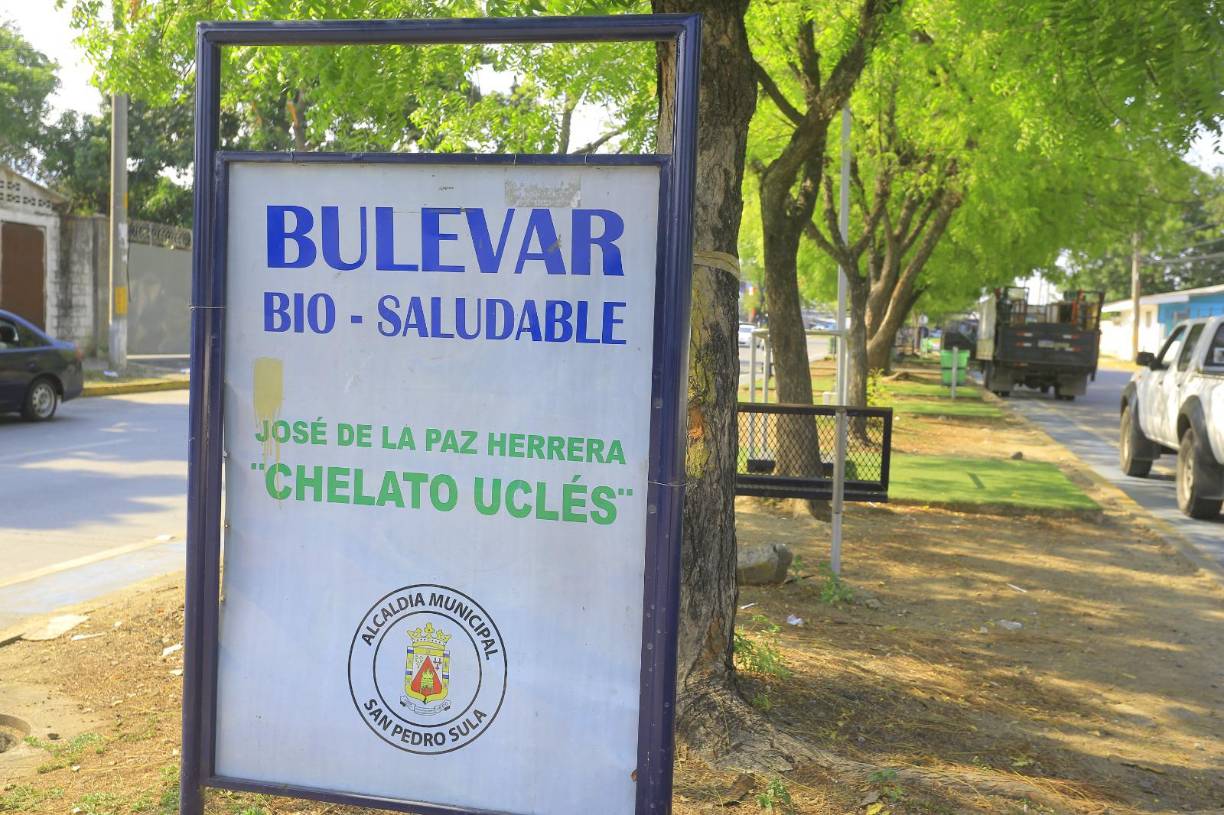 BULEVAR
BIO - SALUDABLE
JOSÉ DE LA PAZ HERRERA
¨CHELATO UCLÉS¨
ALCALDIA MUNICIPAL
SAN PEDRO SULA